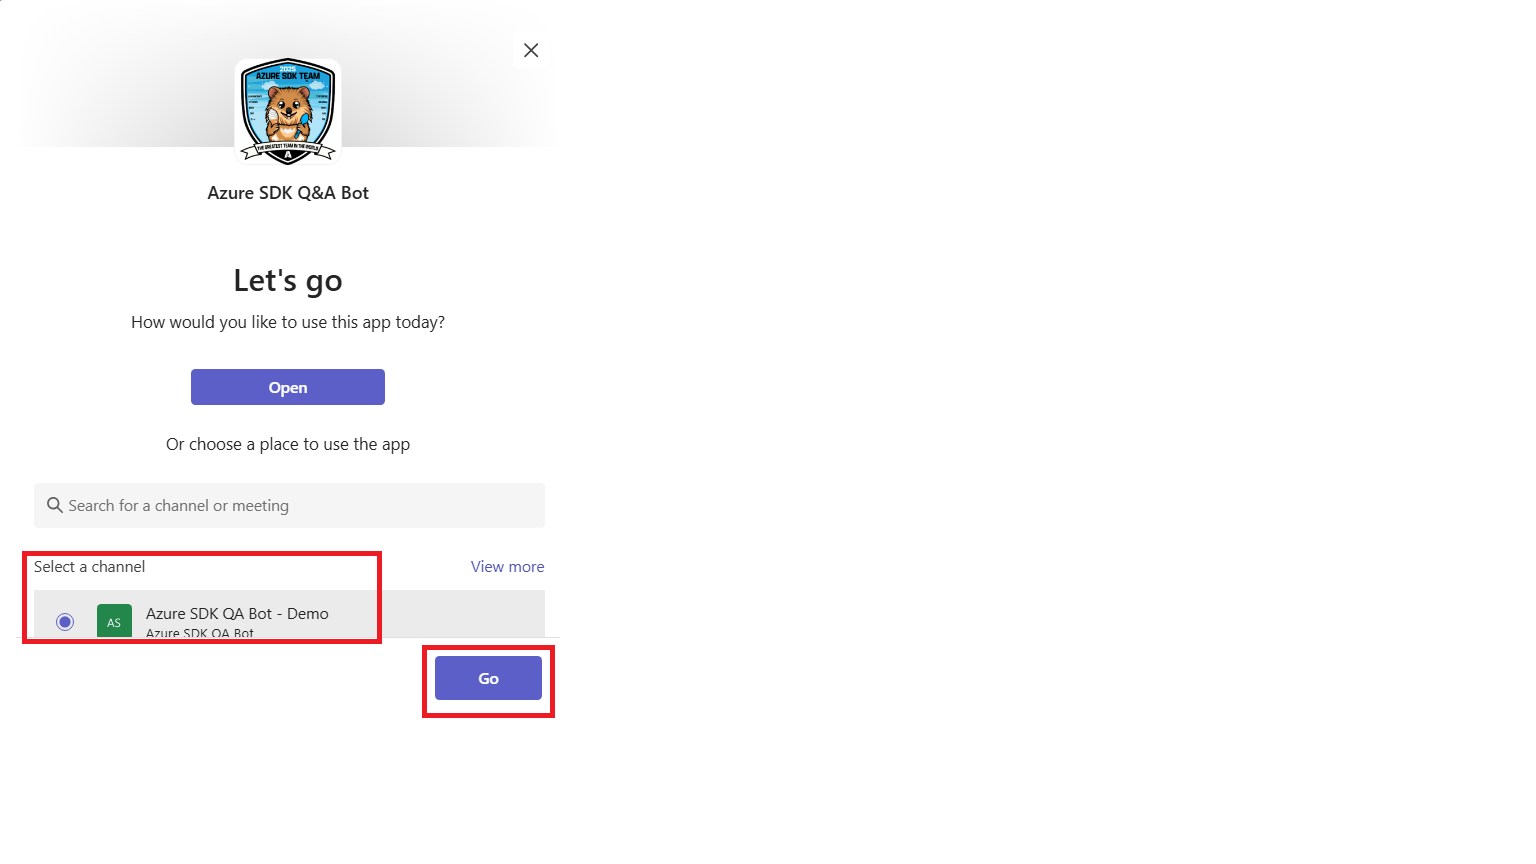 2025
AZURE SDK TEAM
THE GREATEST TEAM IN THE WORLD
A
Azure SDK Q&A Bot
Let's go
How would you like to use this app today?
Open
Or choose a place to use the app
Search for a channel or meeting
Select a channel
View more
AS
Azure SDK QA Bot - Demo
Azure SDK QA Bot
Go